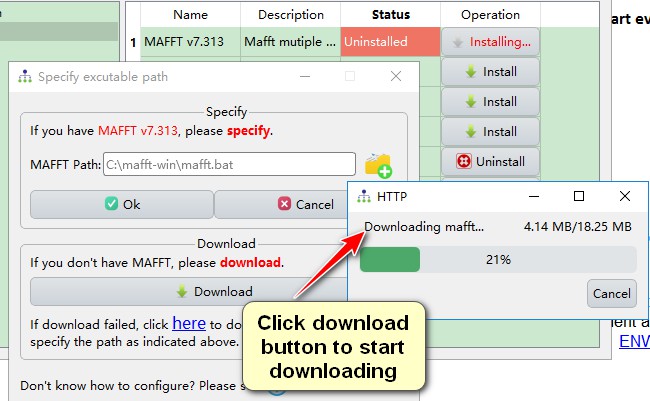 Name Description Status Operation
1 MAFFT v7.313 Mafft mutiple ... Uninstalled Installing...
Install
Install
Install
Uninstall
Specify excutable path
Specify
If you have MAFFT v7.313, please specify.
MAFFT Path: C:\mafft-win\mafft.bat
Ok Cancel
Download
If you don't have MAFFT, please download.
Download
If download failed, click here to do
specify the path as indicated above.
Don't know how to configure? Please s
HTTP
Downloading mafft... 4.14 MB/18.25 MB
21%
Cancel
Click download
button to start
downloading
art ev
ent a
ENW